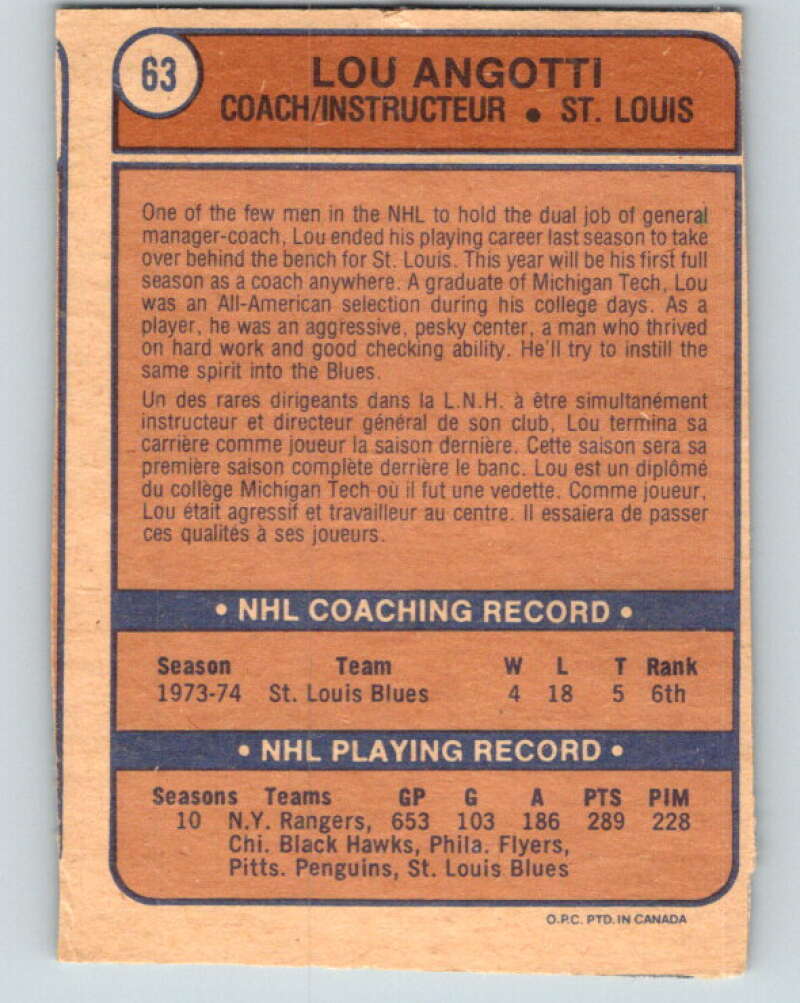 63
LOU ANGOTTI
COACH/INSTRUCTEUR • ST. LOUIS
One of the few men in the NHL to hold the dual job of general
manager-coach, Lou ended his playing career last season to take
over behind the bench for St. Louis. This year will be his first full
season as a coach anywhere. A graduate of Michigan Tech, Lou
was an All-American selection during his college days. As a
player, he was an aggressive, pesky center, a man who thrived
on hard work and good checking ability. He'll try to instill the
same spirit into the Blues.
Un des rares dirigeants dans la L.N.H. à être simultanément
instructeur et directeur général de son club, Lou termina sa
carrière comme joueur la saison dernière. Cette saison sera sa
première saison complète derrière le banc. Lou est un diplômé
du collège Michigan Tech où il fut une vedette. Comme joueur,
Lou était agressif et travailleur au centre. Il essaiera de passer
ces qualités à ses joueurs.
• NHL COACHING RECORD •
Season Team W L T Rank
1973-74 St. Louis Blues 4 18 5 6th
• NHL PLAYING RECORD •
Seasons Teams GP G A PTS PIM
10 N.Y. Rangers, 653 103 186 289 228
Chi. Black Hawks, Phila. Flyers,
Pitts. Penguins, St. Louis Blues
O.P.C. PTD. IN CANADA